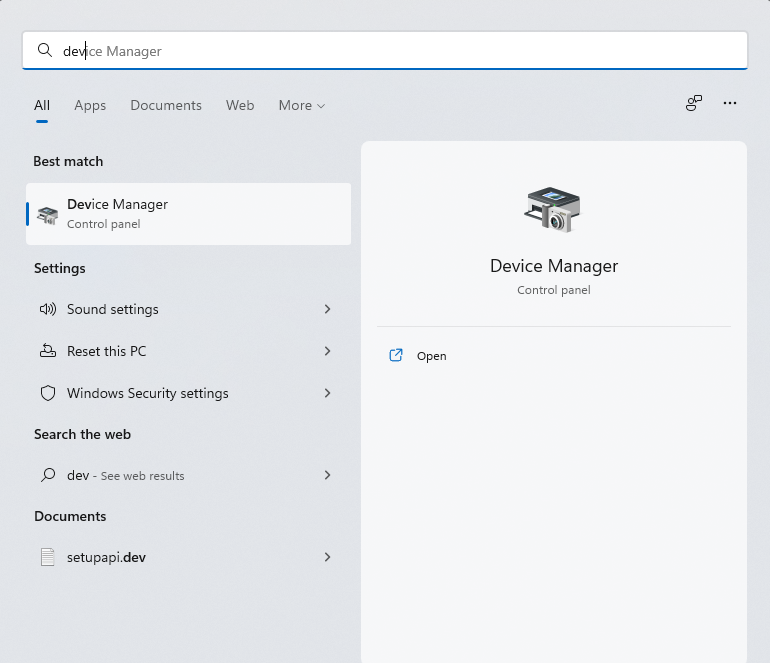 device Manager
All Apps Documents Web More
Best match
Device Manager
Control panel
Settings
Sound settings
Reset this PC
Windows Security settings
Search the web
dev - See web results
Documents
setupapi.dev
Device Manager
Control panel
Open